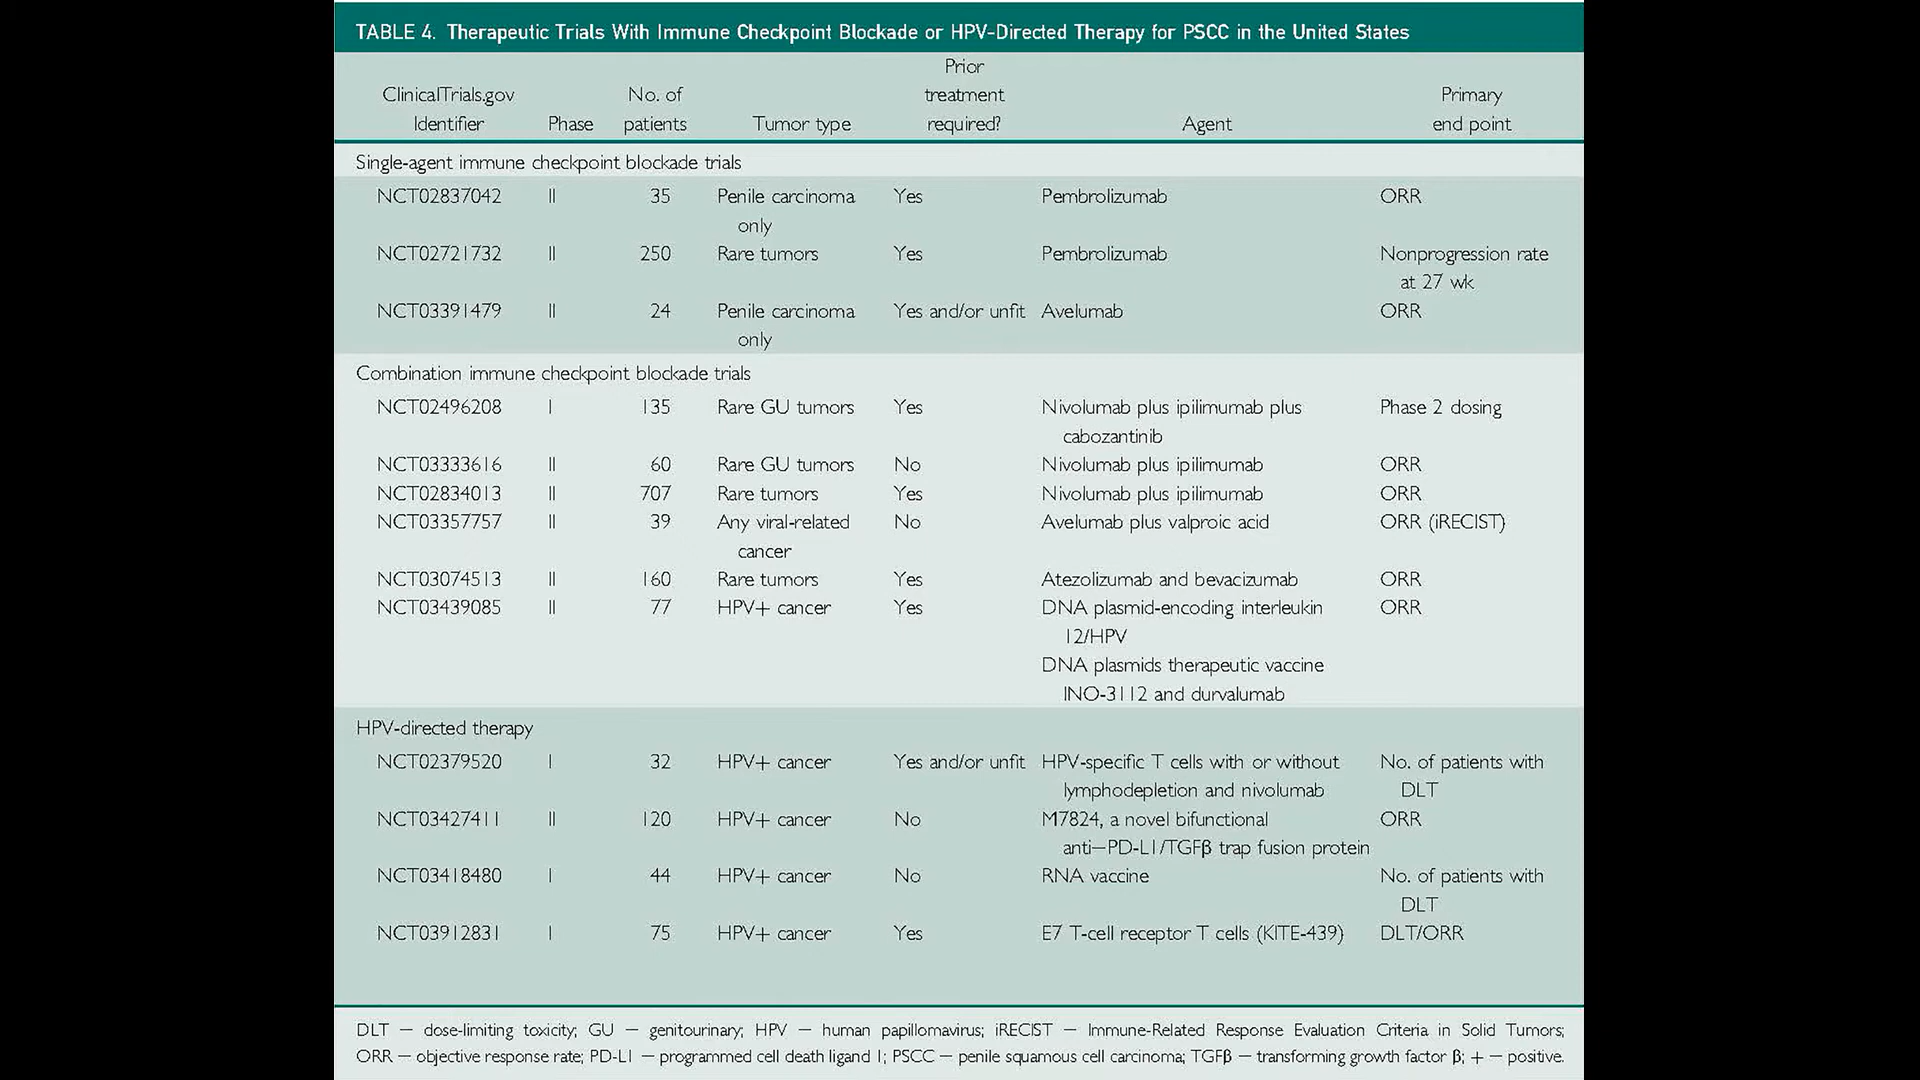 TABLE 4. Therapeutic Trials With Immune Checkpoint Blockade or HPV-Directed Therapy for PSCC in the United States
ClinicalTrials.gov Identifier Phase No. of patients Tumor type Prior treatment required? Agent Primary end point
Single-agent immune checkpoint blockade trials
NCT02837042 II 35 Penile carcinoma Yes Pembrolizumab ORR
only
NCT02721732 II 250 Rare tumors Yes Pembrolizumab Nonprogression rate
at 27 wk
NCT03391479 II 24 Penile carcinoma Yes and/or unfit Avelumab ORR
only
Combination immune checkpoint blockade trials
NCT02496208 I 135 Rare GU tumors Yes Nivolumab plus ipilimumab plus Phase 2 dosing
cabozantinib
NCT03333616 II 60 Rare GU tumors No Nivolumab plus ipilimumab ORR
NCT02834013 II 707 Rare tumors Yes Nivolumab plus ipilimumab ORR
NCT03357757 II 39 Any viral-related No Avelumab plus valproic acid ORR (iRECIST)
cancer
NCT03074513 II 160 Rare tumors Yes Atezolizumab and bevacizumab ORR
NCT03439085 II 77 HPV+ cancer Yes DNA plasmid-encoding interleukin ORR
12/HPV
DNA plasmids therapeutic vaccine
INO-3112 and durvalumab
HPV-directed therapy
NCT02379520 I 32 HPV+ cancer Yes and/or unfit HPV-specific T cells with or without No. of patients with
lymphodepletion and nivolumab DLT
NCT03427411 II 120 HPV+ cancer No M7824, a novel bifunctional ORR
anti–PD-L1/TGFβ trap fusion protein
NCT03418480 I 44 HPV+ cancer No RNA vaccine No. of patients with
DLT
NCT03912831 I 75 HPV+ cancer Yes E7 T-cell receptor T cells (KITE-439) DLT/ORR
DLT — dose-limiting toxicity; GU — genitourinary; HPV — human papillomavirus; iRECIST — Immune-Related Response Evaluation Criteria in Solid Tumors;
ORR — objective response rate; PD-L1 — programmed cell death ligand 1; PSCC — penile squamous cell carcinoma; TGFβ — transforming growth factor β; + — positive.